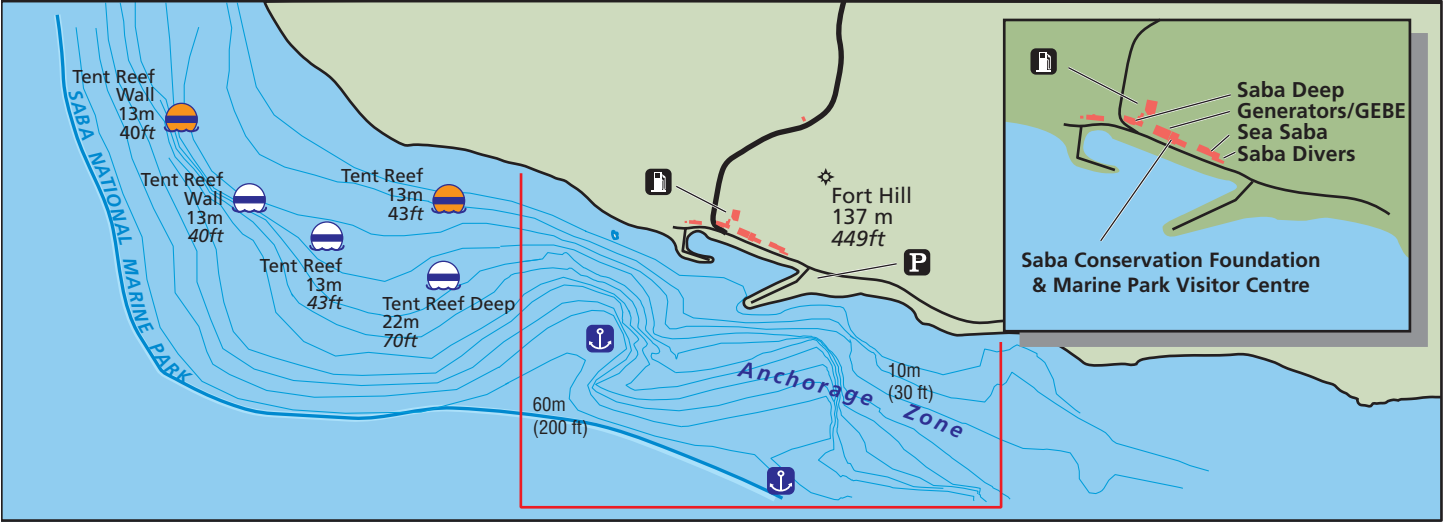 Tent Reef
Wall
13m
40ft
SABA NATIONAL MARINE PARK
Tent Reef
Wall
13m
40ft
Tent Reef
13m
43ft
Tent Reef
13m
43ft
Tent Reef Deep
22m
70ft
Fort Hill
137 m
449ft
P
60m
(200 ft)
Anchorage Zone
10m
(30 ft)
Saba Deep
Generators/GEBE
Sea Saba
Saba Divers
Saba Conservation Foundation
& Marine Park Visitor Centre